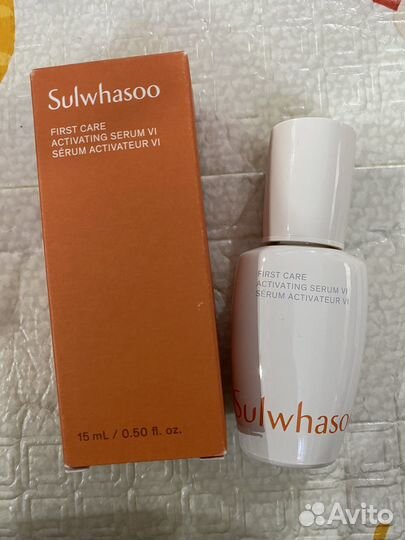 Sulwhasoo
FIRST CARE
ACTIVATING SERUM VI
SÉRUM ACTIVATEUR VI
15 mL / 0.50 fl. oz.
FIRST CARE
ACTIVATING SERUM VI
SÉRUM ACTIVATEUR VI
Sulwhasoo
Avito